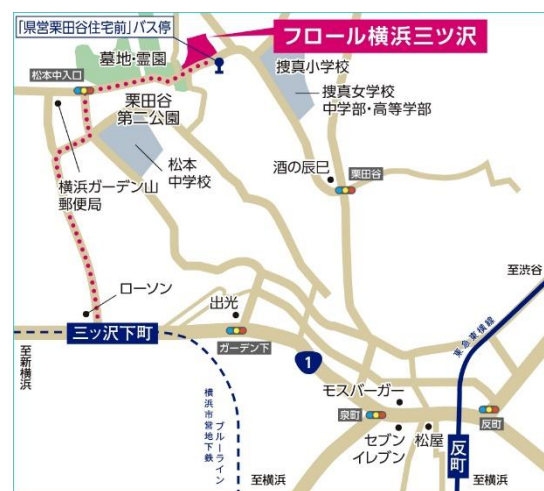 「県営栗田谷住宅前」バス停
フロール横浜三ツ沢
墓地・霊園
捜真小学校
松本中入口
捜真女学校
中学部・高等学部
栗田谷
第二公園
酒の辰巳
栗田谷
松本
中学校
横浜ガーデン山
郵便局
至渋谷
ローソン
出光
東急東横線
三ッ沢下町
ガーデン下
1
至新横浜
モスバーガー
横浜市営地下鉄
ブルーライン
泉町
反町
セブン
イレブン
松屋
反町
至横浜
至横浜